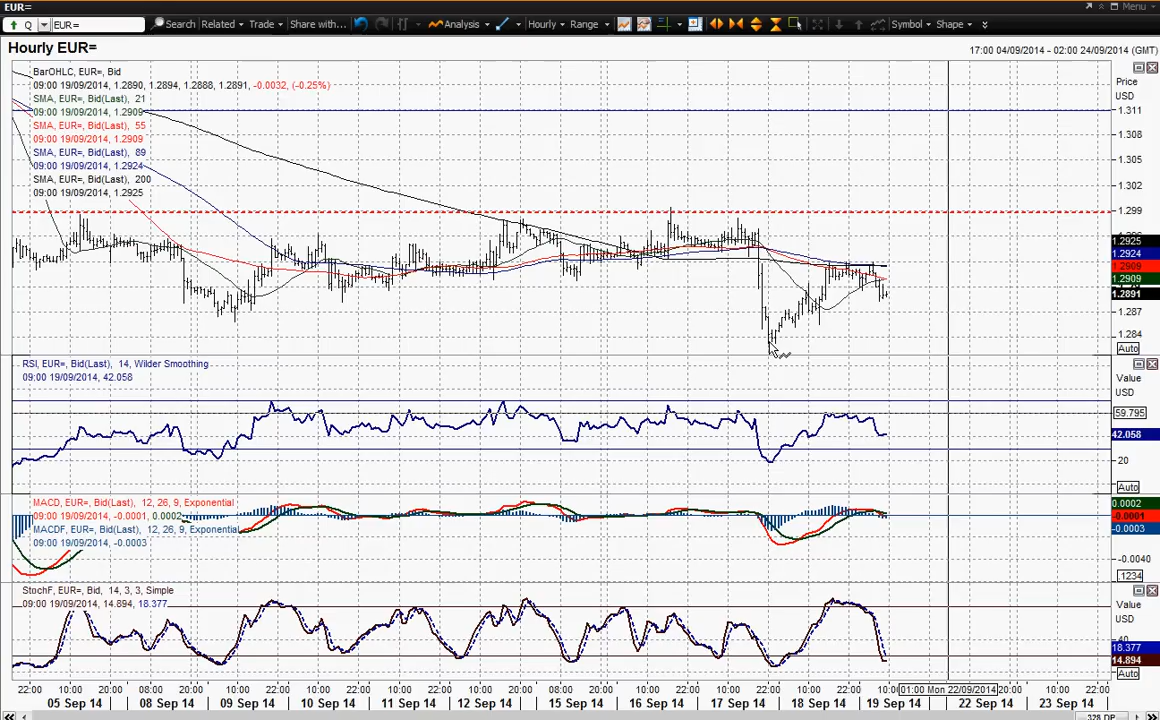 EUR=
Menu
Q
EUR=
Search
Related
Trade
Share with...
Analysis
Hourly
Range
Symbol
Shape
Hourly EUR=
17:00 04/09/2014 - 02:00 24/09/2014 (GMT)
BarOHLC, EUR=, Bid
09:00 19/09/2014, 1.2890, 1.2894, 1.2888, 1.2891, -0.0032, (-0.25%)
SMA, EUR=, Bid(Last), 21
09:00 19/09/2014, 1.2909
SMA, EUR=, Bid(Last), 55
09:00 19/09/2014, 1.2909
SMA, EUR=, Bid(Last), 89
09:00 19/09/2014, 1.2924
SMA, EUR=, Bid(Last), 200
09:00 19/09/2014, 1.2925
Price
USD
1.311
1.308
1.305
1.302
1.299
1.2925
1.2924
1.2909
1.2909
1.2891
1.287
1.284
Auto
RSI, EUR=, Bid(Last), 14, Wilder Smoothing
09:00 19/09/2014, 42.058
Value
USD
59.795
42.058
20
Auto
MACD, EUR=, Bid(Last), 12, 26, 9, Exponential
09:00 19/09/2014, -0.0001, 0.0002
MACDF, EUR=, Bid(Last), 12, 26, 9, Exponential
09:00 19/09/2014, -0.0003
0.0002
-0.0001
-0.0003
-0.0040
.1234
StochF, EUR=, Bid, 14, 3, 3, Simple
09:00 19/09/2014, 14.894, 18.377
Value
USD
40
18.377
14.894
Auto
22:00 10:00 20:00 08:00 20:00 10:00 22:00 10:00 22:00 10:00 22:00 10:00 22:00 08:00 22:00 10:00 22:00 10:00 22:00 10:00 22:00 10:00 01:00 Mon 22/09/2014 20:00 10:00 22:00
05 Sep 14 08 Sep 14 09 Sep 14 10 Sep 14 11 Sep 14 12 Sep 14 15 Sep 14 16 Sep 14 17 Sep 14 18 Sep 14 19 Sep 14 22 Sep 14 23 Sep 14
328 DP